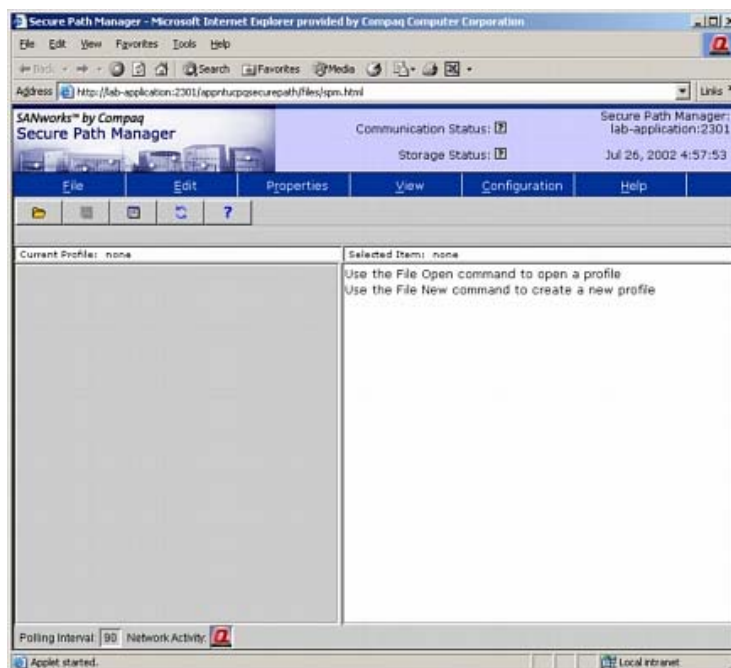 Secure Path Manager - Microsoft Internet Explorer provided by Compaq Computer Corporation
File Edit View Favorites Tools Help
Back Search Favorites Media
Address http://lab-application:2301/appntucpqsecurepath/files/spm.html Links
SANworks™ by Compaq
Secure Path Manager
Communication Status: ?
Storage Status: ?
Secure Path Manager:
lab-application:2301
Jul 26, 2002 4:57:53
File Edit Properties View Configuration Help
?
Current Profile: none
Selected Item: none
Use the File Open command to open a profile
Use the File New command to create a new profile
Polling Interval: 90 Network Activity:
Applet started.
Local intranet